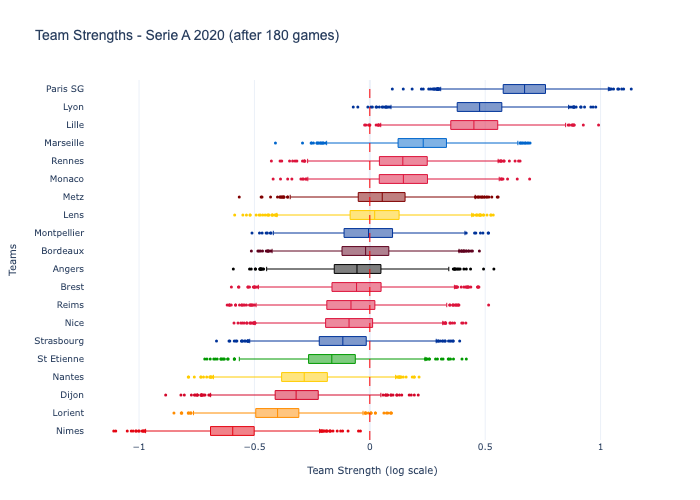 Team Strengths - Serie A 2020 (after 180 games)
Teams
Paris SG
Lyon
Lille
Marseille
Rennes
Monaco
Metz
Lens
Montpellier
Bordeaux
Angers
Brest
Reims
Nice
Strasbourg
St Etienne
Nantes
Dijon
Lorient
Nimes
−1 −0.5 0 0.5 1
Team Strength (log scale)